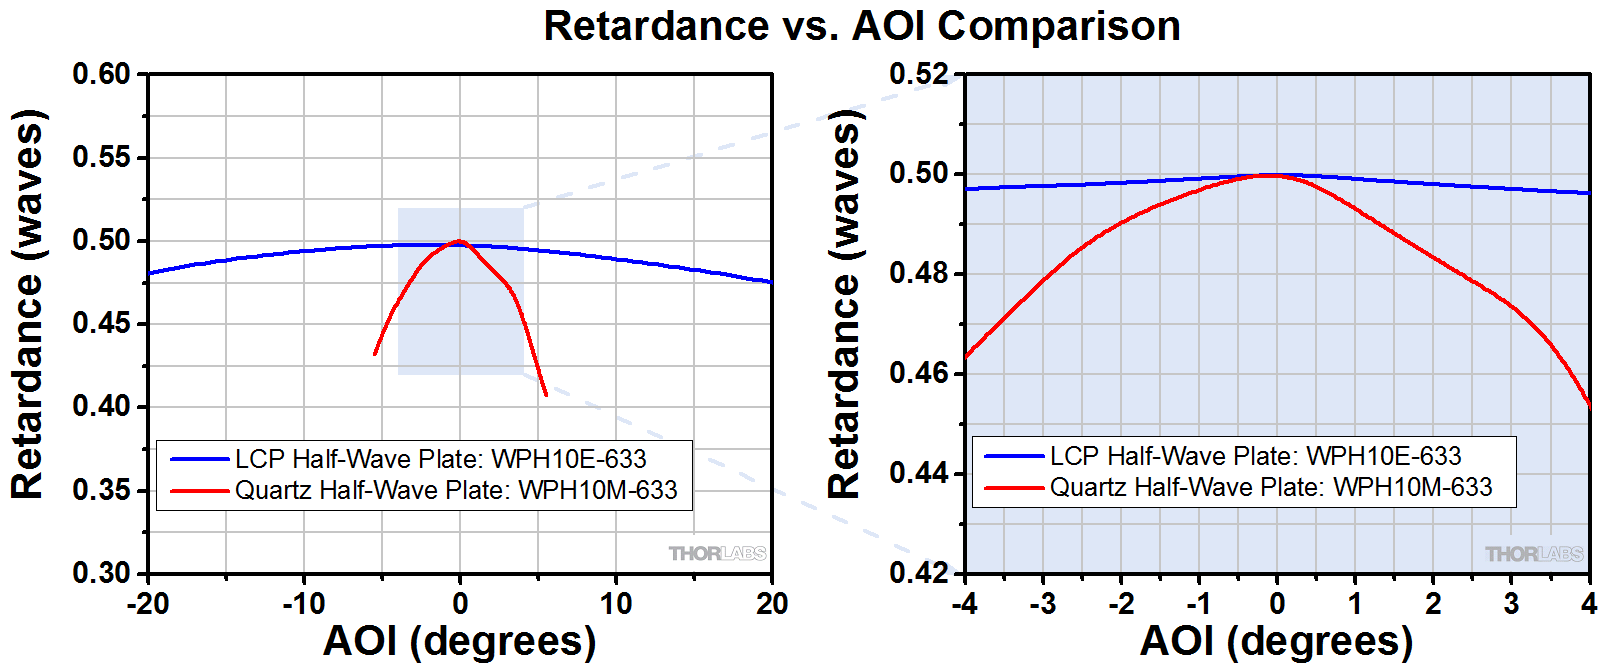 Retardance vs. AOI Comparison
Retardance (waves)
0.60
0.55
0.50
0.45
0.40
0.35
0.30
LCP Half-Wave Plate: WPH10E-633
Quartz Half-Wave Plate: WPH10M-633
THORLABS
-20 -10 0 10 20
AOI (degrees)
Retardance (waves)
0.52
0.50
0.48
0.46
0.44
0.42
LCP Half-Wave Plate: WPH10E-633
Quartz Half-Wave Plate: WPH10M-633
THORLABS
-4 -3 -2 -1 0 1 2 3 4
AOI (degrees)